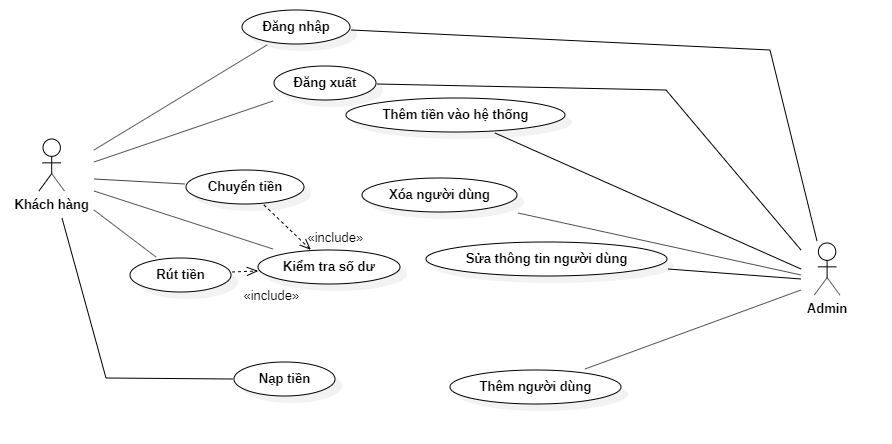 Đăng nhập
Đăng xuất
Thêm tiền vào hệ thống
Chuyển tiền
Xóa người dùng
Khách hàng
«include»
Sửa thông tin người dùng
Kiểm tra số dư
Rút tiền
«include»
Admin
Nạp tiền
Thêm người dùng